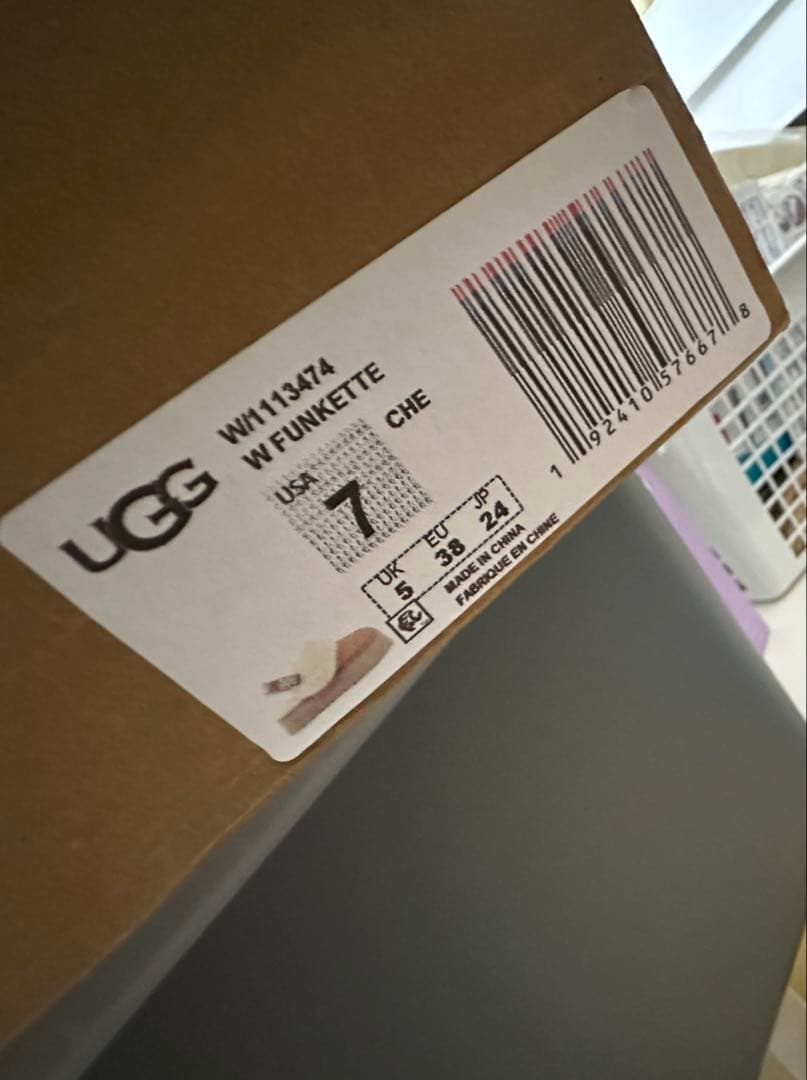 UGG
W/1113474
W FUNKETTE
CHE
USA
7
UK EU JP
5 38 24
MADE IN CHINA
FABRIQUE EN CHINE
1 92410 57667 8